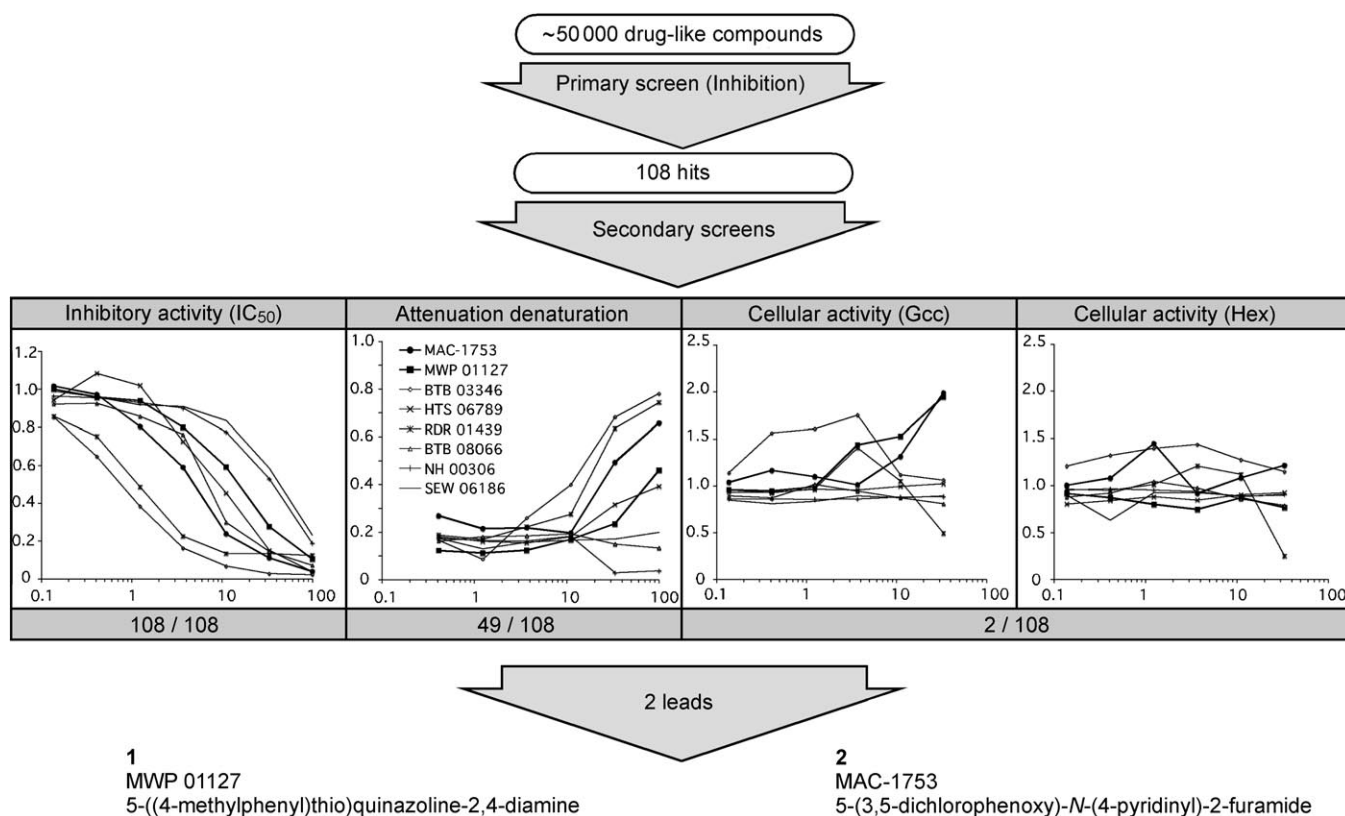 ~50 000 drug-like compounds
Primary screen (Inhibition)
108 hits
Secondary screens
Inhibitory activity (IC50)
Attenuation denaturation
Cellular activity (Gcc)
Cellular activity (Hex)
1.2
1.0
0.8
0.6
0.4
0.2
0
0.1 1 10 100
1.0
0.8
0.6
0.4
0.2
0
0.1 1 10 100
MAC-1753
MWP 01127
BTB 03346
HTS 06789
RDR 01439
BTB 08066
NH 00306
SEW 06186
2.5
2.0
1.5
1.0
0.5
0
0.1 1 10 100
2.5
2.0
1.5
1.0
0.5
0
0.1 1 10 100
108 / 108
49 / 108
2 / 108
2 leads
1
MWP 01127
5-((4-methylphenyl)thio)quinazoline-2,4-diamine
2
MAC-1753
5-(3,5-dichlorophenoxy)-N-(4-pyridinyl)-2-furamide